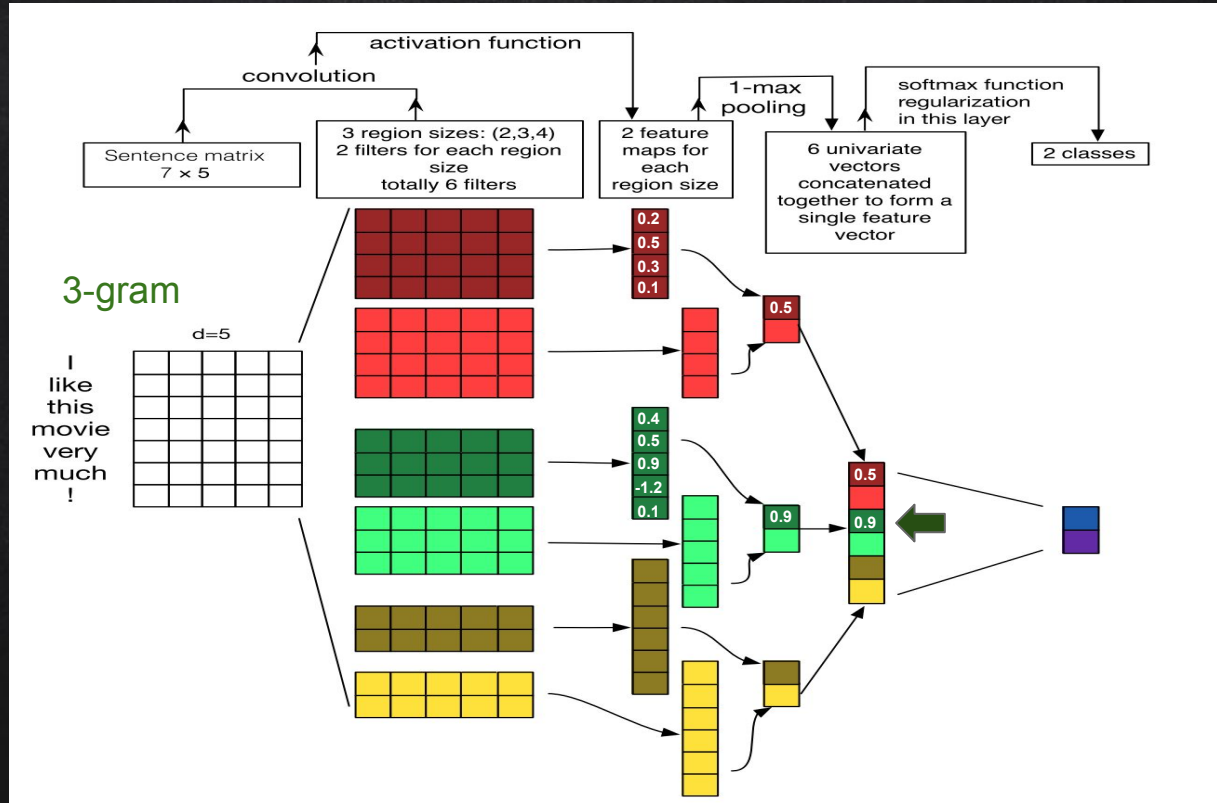 activation function
convolution
1-max
pooling
softmax function
regularization
in this layer
Sentence matrix
7 × 5
3 region sizes: (2,3,4)
2 filters for each region
size
totally 6 filters
2 feature
maps for
each
region size
6 univariate
vectors
concatenated
together to form a
single feature
vector
2 classes
3-gram
d=5
I
like
this
movie
very
much
!
0.2
0.5
0.3
0.1
0.5
0.4
0.5
0.9
-1.2
0.1
0.9
0.5
0.9